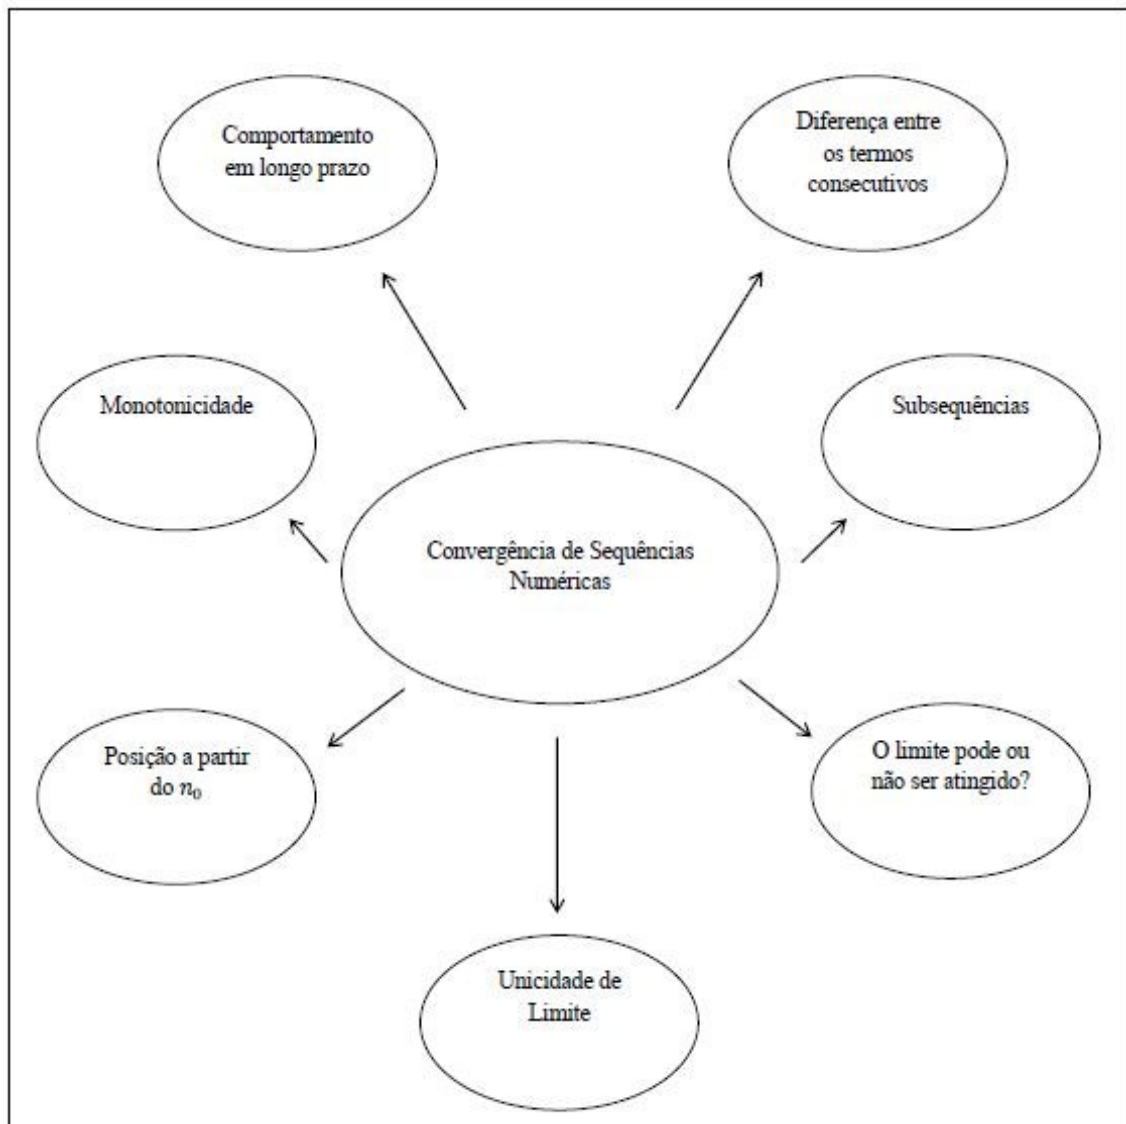 Comportamento
em longo prazo
Diferença entre
os termos
consecutivos
Monotonicidade
Subsequências
Convergência de Sequências
Numéricas
Posição a partir
do n₀
O limite pode ou
não ser atingido?
Unicidade de
Limite